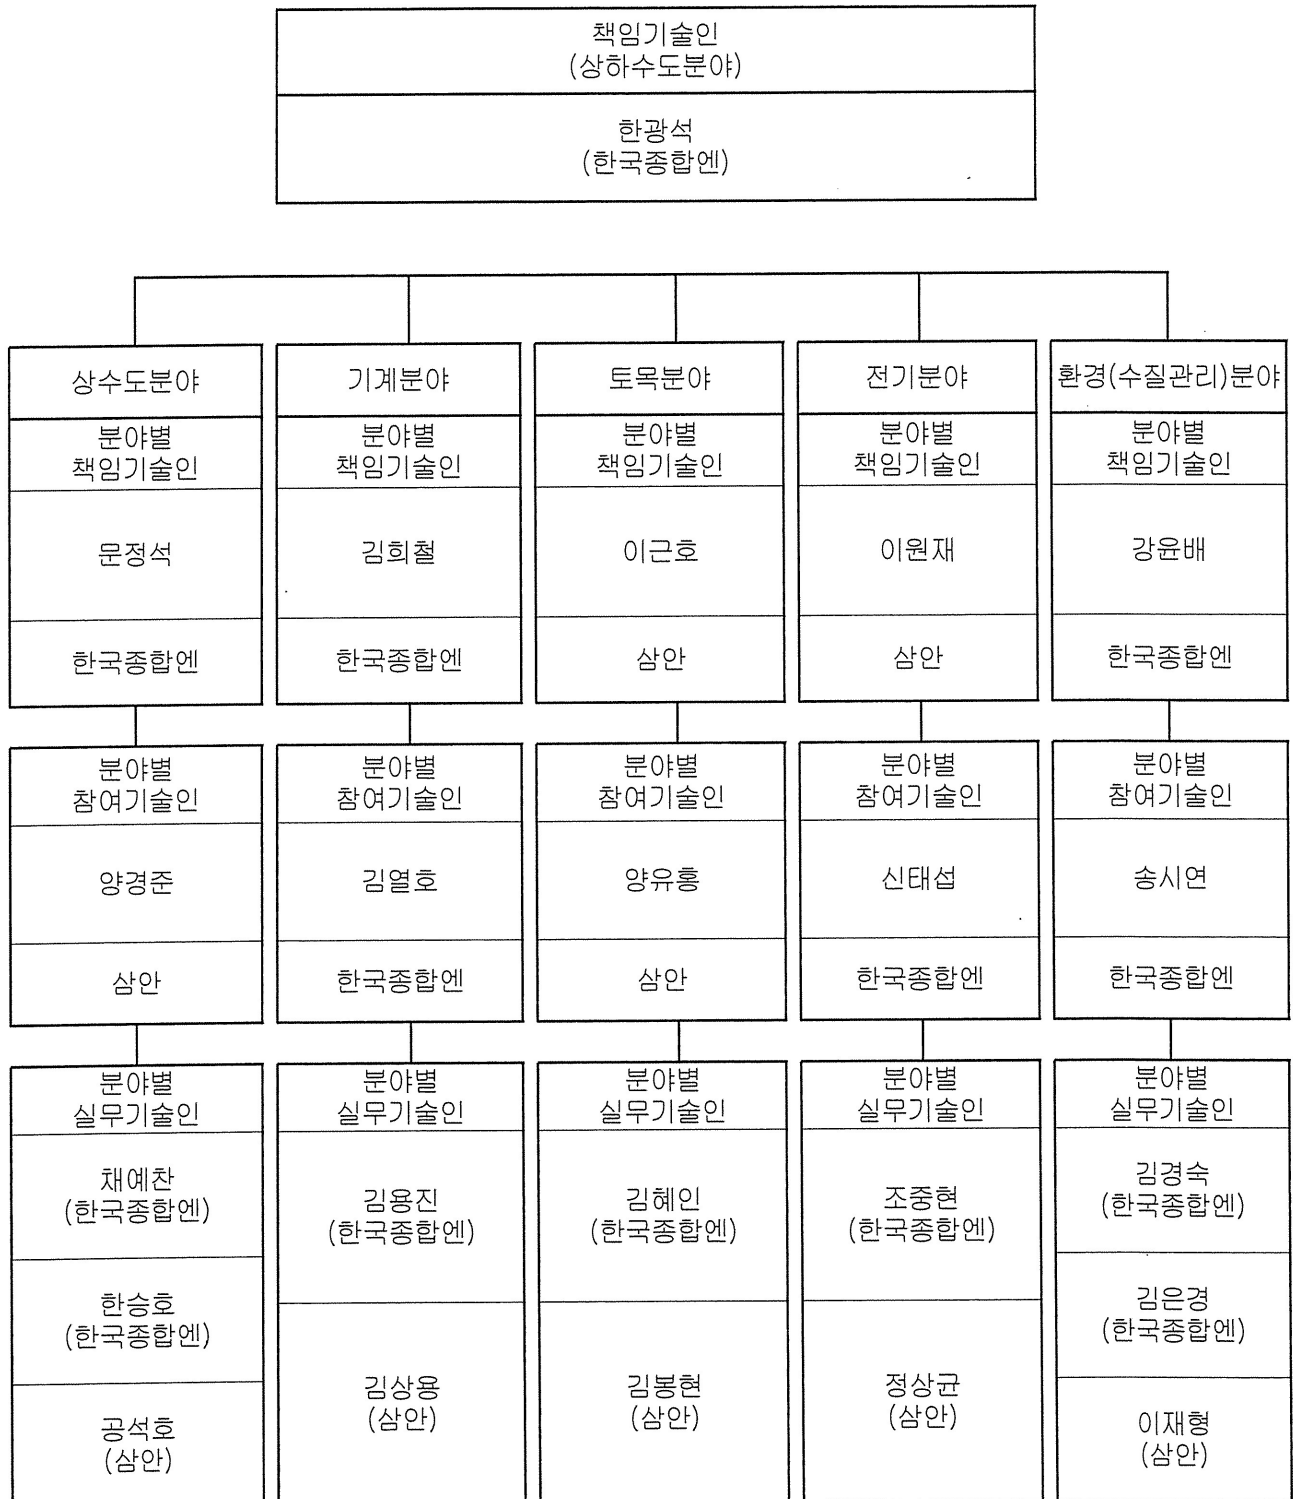 책임기술인
(상하수도분야)
한광석
(한국종합엔)
상수도분야
기계분야
토목분야
전기분야
환경(수질관리)분야
분야별
책임기술인
분야별
책임기술인
분야별
책임기술인
분야별
책임기술인
분야별
책임기술인
문정석
김희철
이근호
이원재
강윤배
한국종합엔
한국종합엔
삼안
삼안
한국종합엔
분야별
참여기술인
분야별
참여기술인
분야별
참여기술인
분야별
참여기술인
분야별
참여기술인
양경준
김열호
양유홍
신태섭
송시연
삼안
한국종합엔
삼안
한국종합엔
한국종합엔
분야별
실무기술인
분야별
실무기술인
분야별
실무기술인
분야별
실무기술인
분야별
실무기술인
채예찬
(한국종합엔)
한승호
(한국종합엔)
공석호
(삼안)
김용진
(한국종합엔)
김상용
(삼안)
김혜인
(한국종합엔)
김봉현
(삼안)
조중현
(한국종합엔)
정상균
(삼안)
김경숙
(한국종합엔)
김은경
(한국종합엔)
이재형
(삼안)